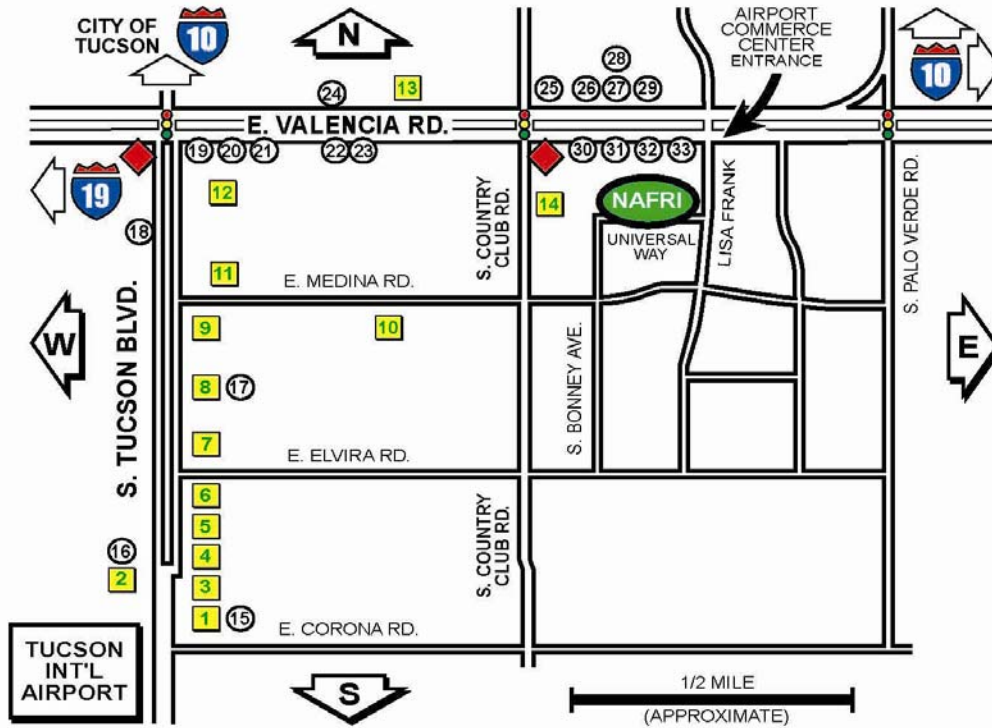 CITY OF
TUCSON
10
N
AIRPORT
COMMERCE
CENTER
ENTRANCE
10
28
24
13
25
26
27
29
E. VALENCIA RD.
19
20
21
22
23
30
31
32
33
19
12
14
NAFRI
18
S. COUNTRY
CLUB RD.
UNIVERSAL
WAY
LISA FRANK
S. PALO VERDE RD.
11
E. MEDINA RD.
S. TUCSON BLVD.
W
9
10
S. BONNEY AVE.
E
8
17
7
E. ELVIRA RD.
6
5
S. COUNTRY
CLUB RD.
16
4
2
3
1
15
E. CORONA RD.
TUCSON
INT'L
AIRPORT
S
1/2 MILE
(APPROXIMATE)